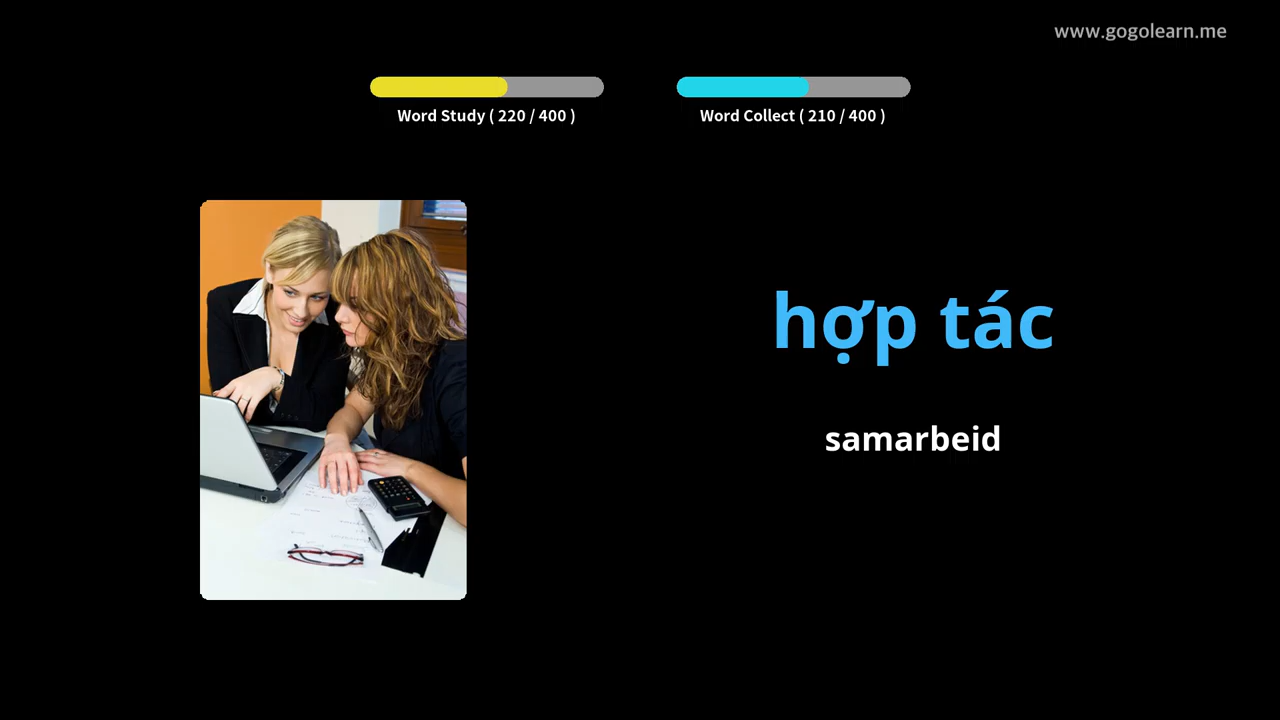 www.gogolearn.me
Word Study ( 220 / 400 )
Word Collect ( 210 / 400 )
hợp tác
samarbeid